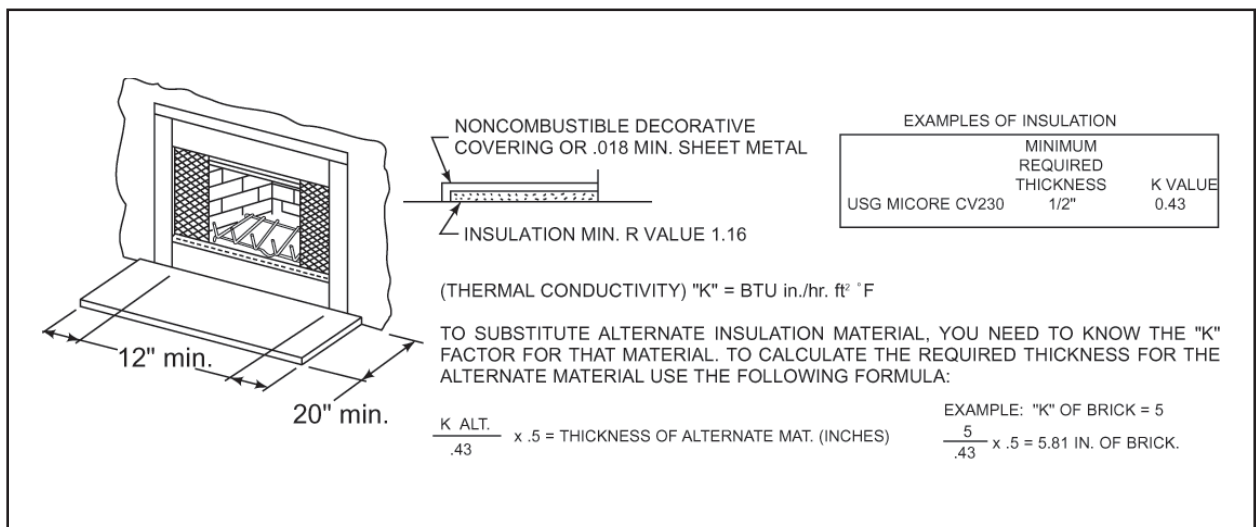 NONCOMBUSTIBLE DECORATIVE
COVERING OR .018 MIN. SHEET METAL
INSULATION MIN. R VALUE 1.16
EXAMPLES OF INSULATION
MINIMUM
REQUIRED
THICKNESS K VALUE
USG MICORE CV230 1/2" 0.43
12" min.
20" min.
(THERMAL CONDUCTIVITY) "K" = BTU in./hr. ft² °F
TO SUBSTITUTE ALTERNATE INSULATION MATERIAL, YOU NEED TO KNOW THE "K"
FACTOR FOR THAT MATERIAL. TO CALCULATE THE REQUIRED THICKNESS FOR THE
ALTERNATE MATERIAL USE THE FOLLOWING FORMULA:
K ALT.
.43
x .5 = THICKNESS OF ALTERNATE MAT. (INCHES)
EXAMPLE: "K" OF BRICK = 5
5
.43
x .5 = 5.81 IN. OF BRICK.